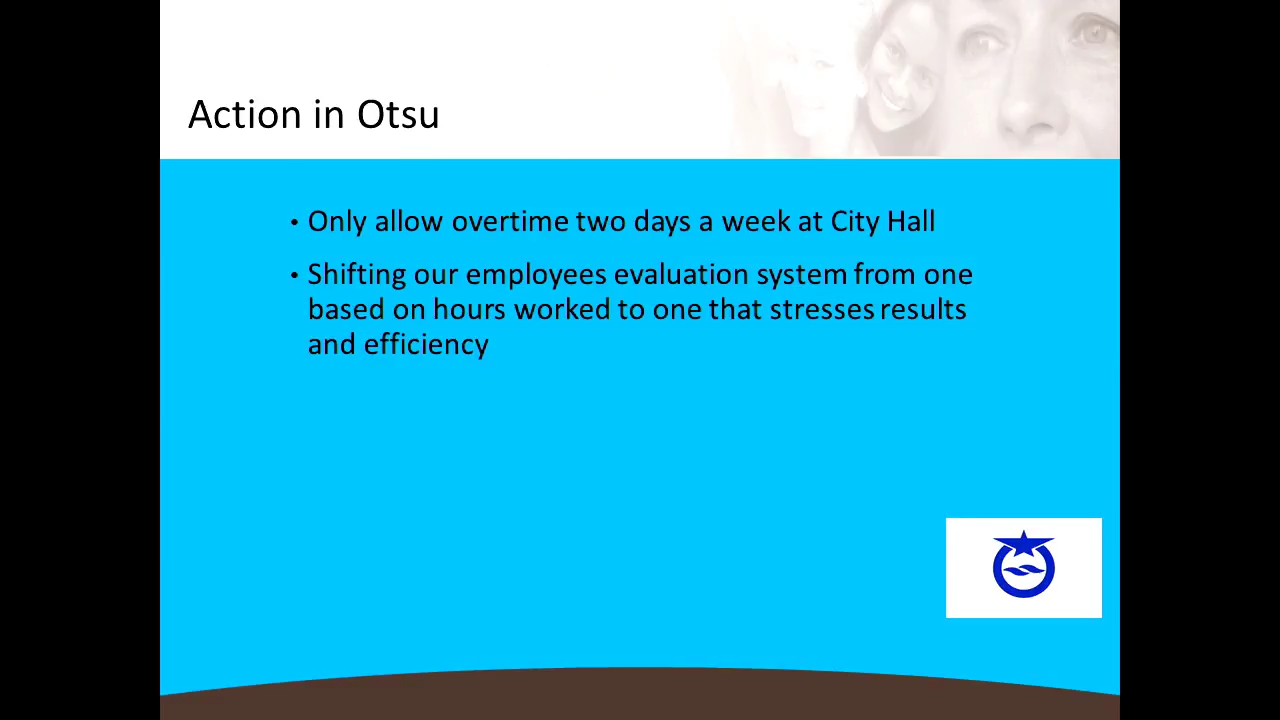 Action in Otsu
• Only allow overtime two days a week at City Hall
• Shifting our employees evaluation system from one
based on hours worked to one that stresses results
and efficiency